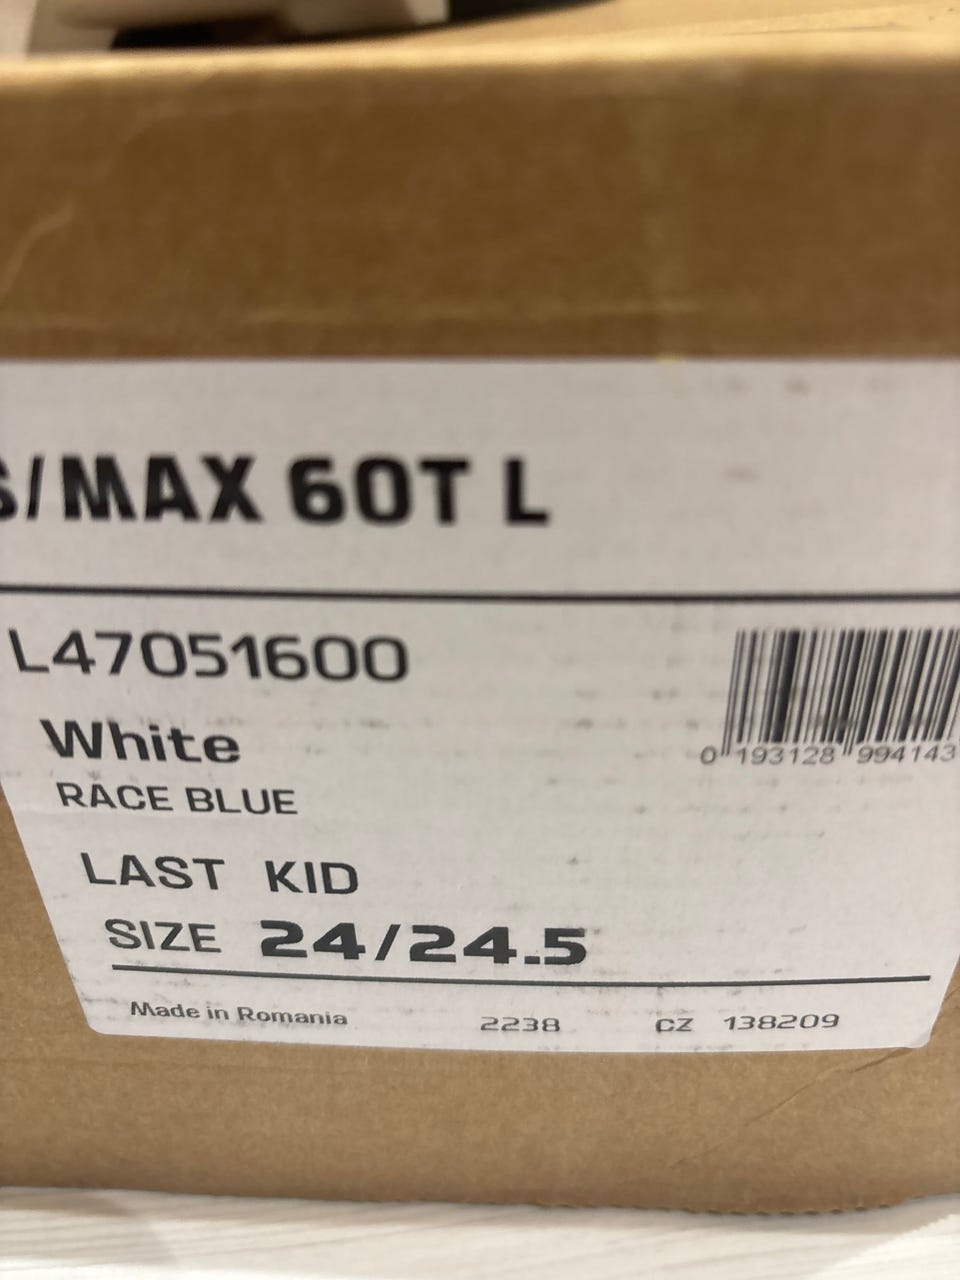 S/MAX 60T L
L47051600
White
RACE BLUE
0 193128 994143
LAST KID
SIZE 24/24.5
Made in Romania 2238 CZ 138209